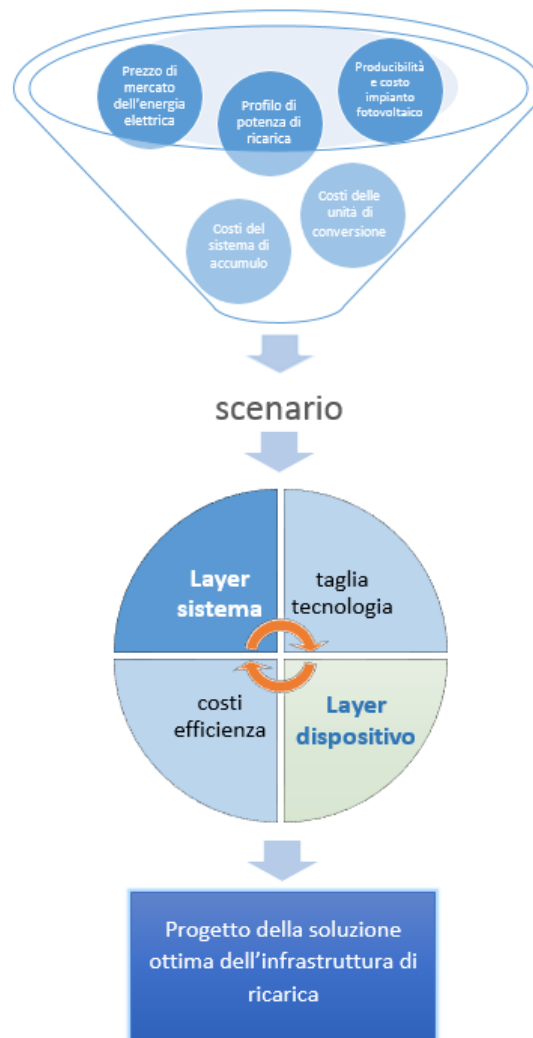 Prezzo di
mercato
dell'energia
elettrica
Profilo di
potenza di
ricarica
Producibilità
e costo
impianto
fotovoltaico
Costi del
sistema di
accumulo
Costi delle
unità di
conversione
scenario
Layer
sistema
taglia
tecnologia
costi
efficienza
Layer
dispositivo
Progetto della soluzione
ottima dell'infrastruttura di
ricarica